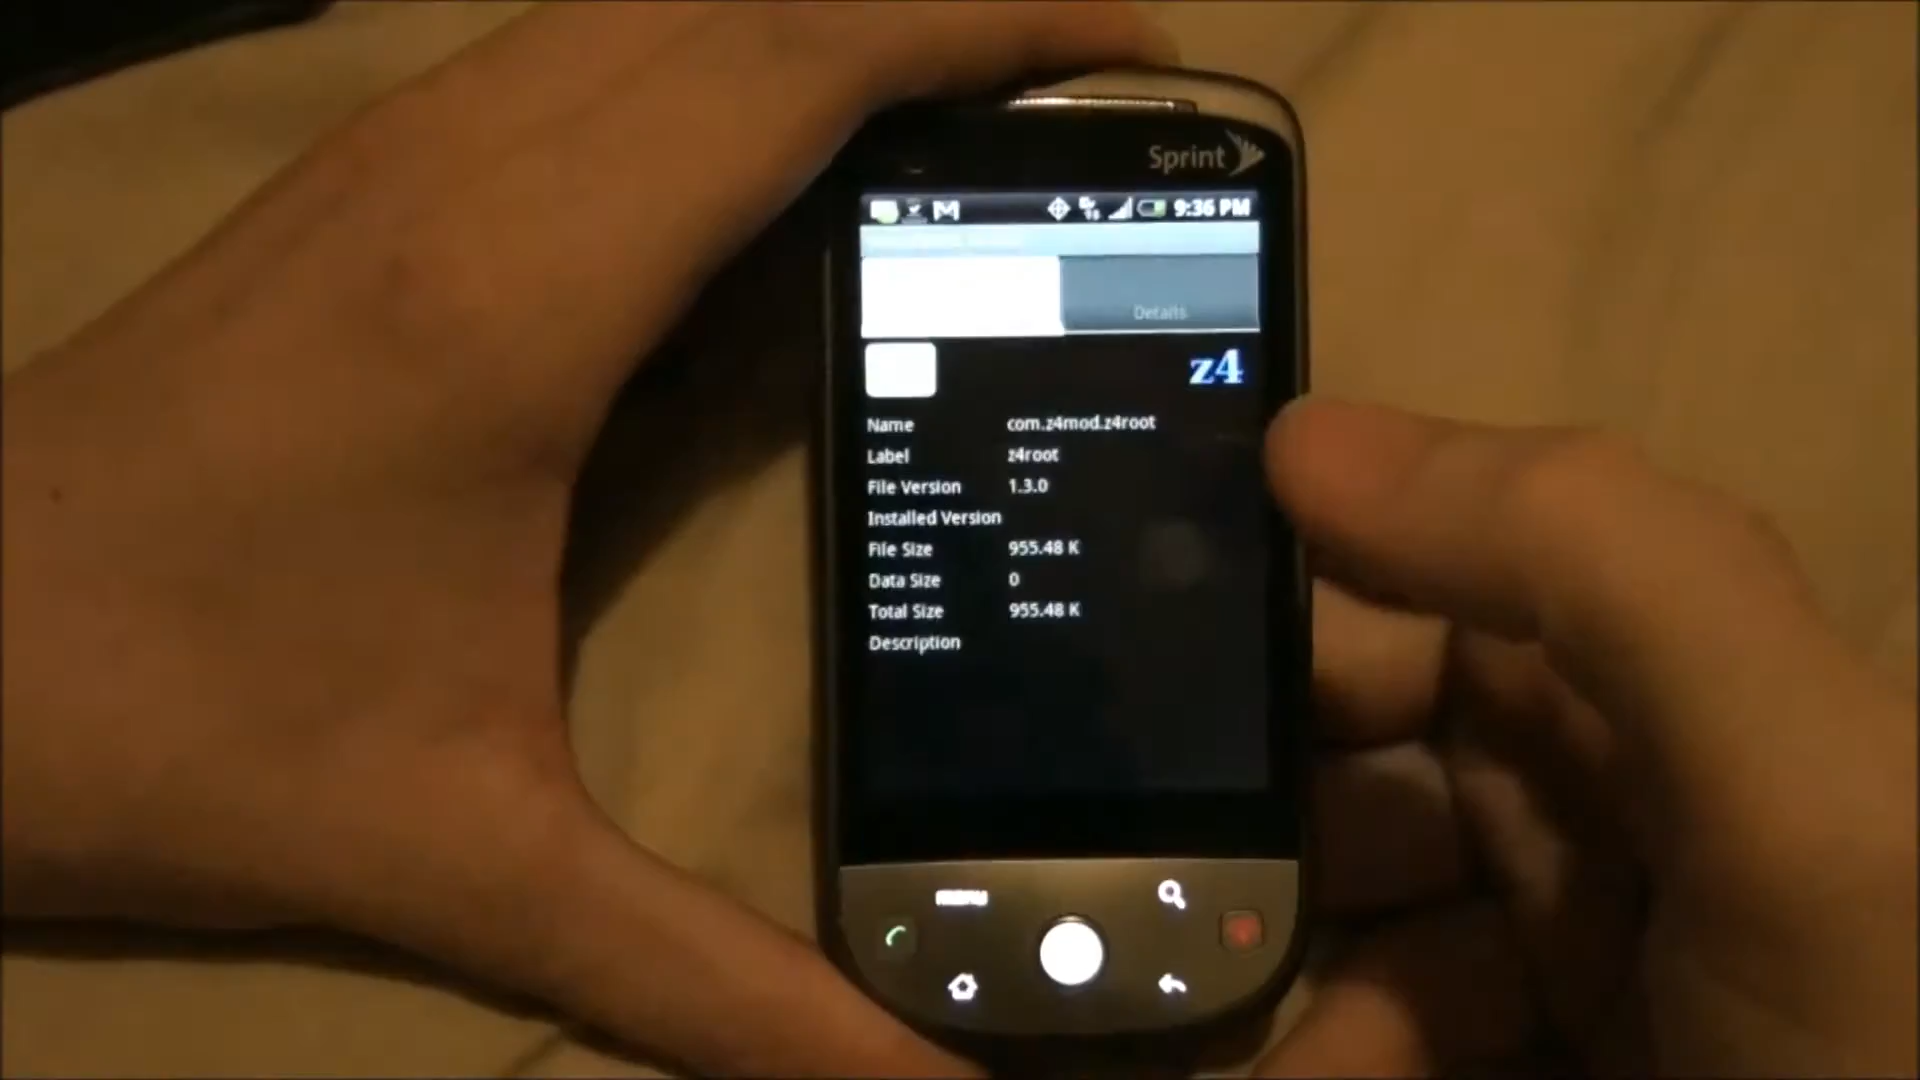 Sprint
9:36 PM
Details
z4
Name com.z4mod.z4root
Label z4root
File Version 1.3.0
Installed Version
File Size 955.48 K
Data Size 0
Total Size 955.48 K
Description